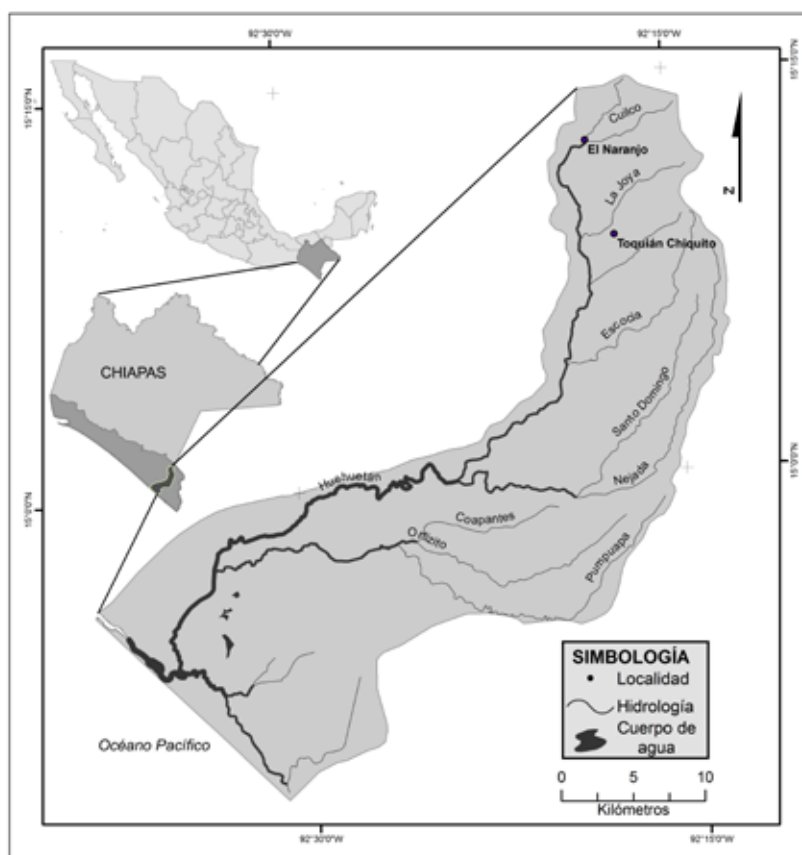 92°30'0"W
92°15'0"W
15°15'0"N
15°15'0"N
Cuilco
El Naranjo
La Joya
Z
Toquián Chiquito
Escocia
CHIAPAS
Santo Domingo
15°0'0"N
15°0'0"N
Huehuetán
Nejada
Coapantes
Pumpuapa
SIMBOLOGÍA
Localidad
Hidrología
Cuerpo de
agua
Océano Pacífico
0 5 10
Kilómetros
92°30'0"W
92°15'0"W